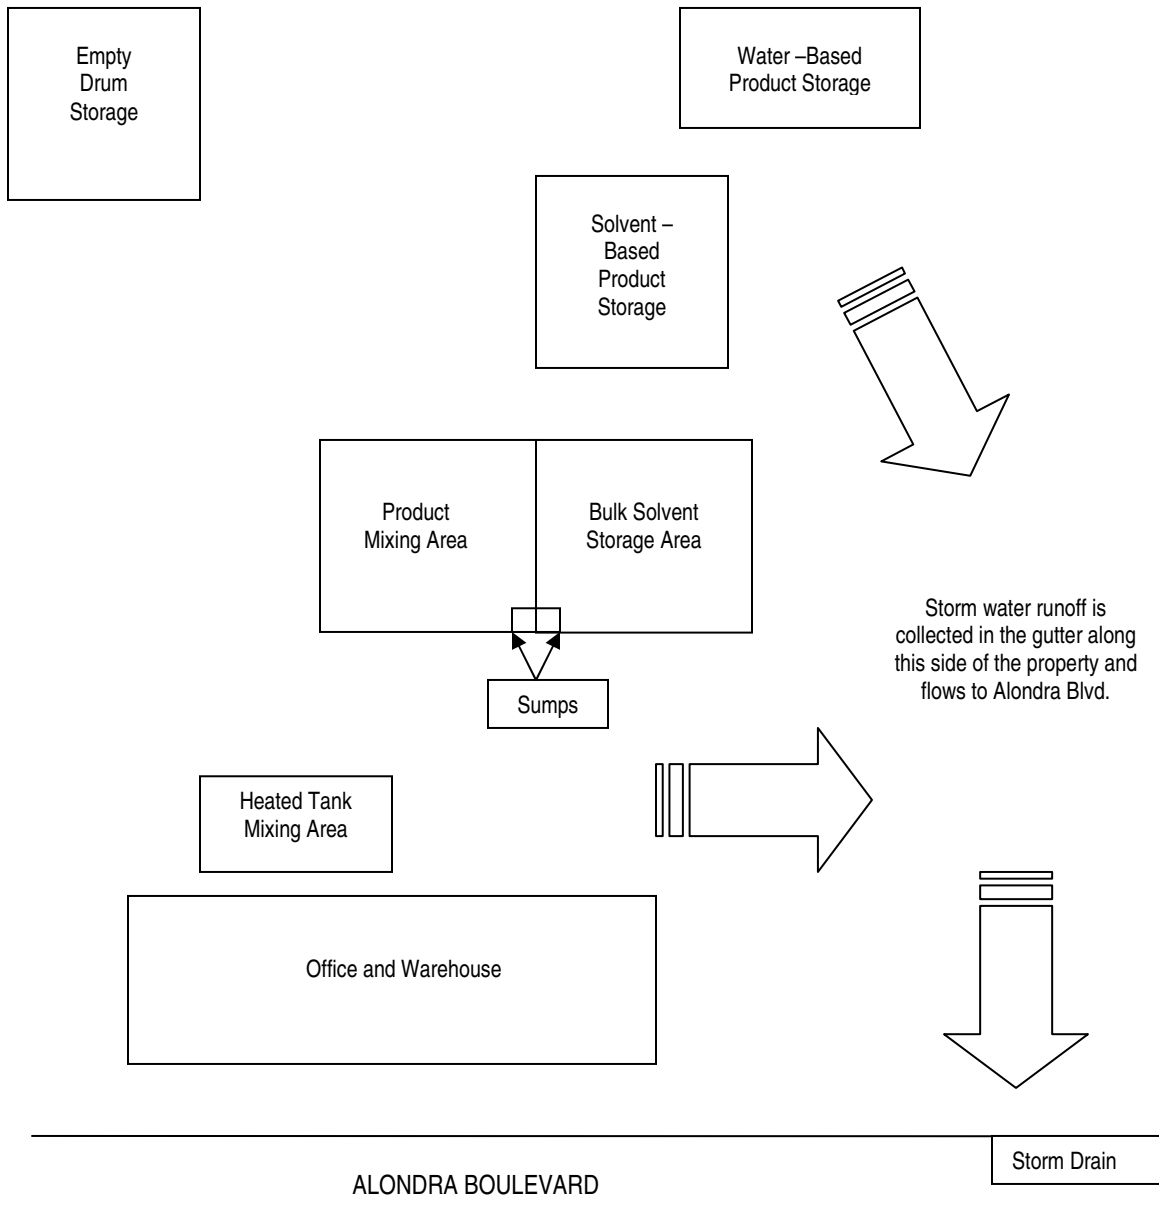 Empty
Drum
Storage
Water –Based
Product Storage
Solvent –
Based
Product
Storage
Product
Mixing Area
Bulk Solvent
Storage Area
Storm water runoff is
collected in the gutter along
this side of the property and
flows to Alondra Blvd.
Sumps
Heated Tank
Mixing Area
Office and Warehouse
Storm Drain
ALONDRA BOULEVARD